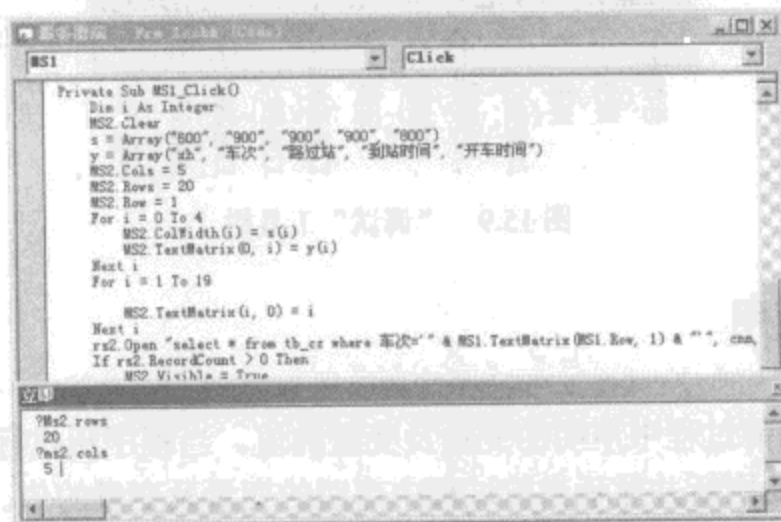 MS1 Click
Private Sub MS1_Click()
Dim i As Integer
MS2.Clear
s = Array("600", "900", "900", "900", "800")
y = Array("xh", "车次", "路过站", "到站时间", "开车时间")
MS2.Cols = 5
MS2.Rows = 20
MS2.Row = 1
For i = 0 To 4
MS2.ColWidth(i) = s(i)
MS2.TextMatrix(0, i) = y(i)
Next i
For i = 1 To 19
MS2.TextMatrix(i, 0) = i
Next i
rs2.Open "select * from tb_cz where 车次='" & MS1.TextMatrix(MS1.Row, 1) & "'", cnn,
If rs2.RecordCount > 0 Then
MS2.Visible = True
立即
?Ms2.rows
20
?ms2.cols
5